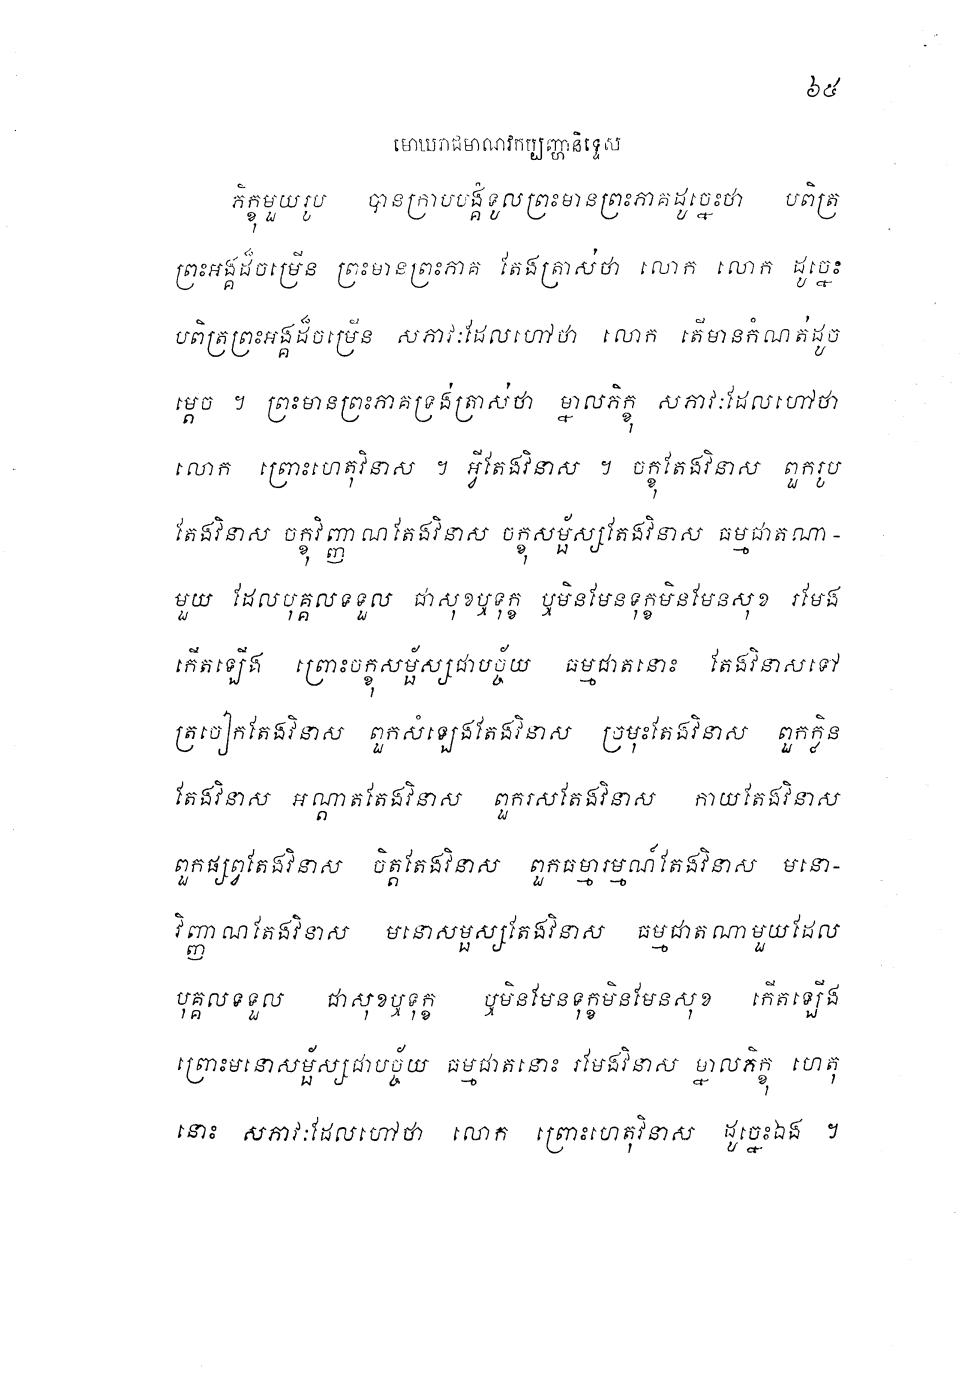 ៦៥
មោឃរាជមាណវកប្បញ្ហានិទ្ទេស
ភិក្ខុមួយរូប បានក្រាបបង្គំទូលព្រះមានព្រះភាគដូច្នេះថា បពិត្រ
ព្រះអង្គដ៏ចម្រើន ព្រះមានព្រះភាគ តែងត្រាស់ថា លោក លោក ដូច្នេះ
បពិត្រព្រះអង្គដ៏ចម្រើន សភាវៈដែលហៅថា លោក តើមានកំណត់ដូច
ម្តេច ។ ព្រះមានព្រះភាគទ្រង់ត្រាស់ថា ម្នាលភិក្ខុ សភាវៈដែលហៅថា
លោក ព្រោះហេតុវិនាស ។ អ្វីតែងវិនាស ។ ចក្ខុតែងវិនាស ពួករូប
តែងវិនាស ចក្ខុវិញ្ញាណតែងវិនាស ចក្ខុសម្ផ័ស្សតែងវិនាស ធម្មជាតណា-
មួយ ដែលបុគ្គលទទួល ជាសុខឬទុក្ខ ឬមិនមែនទុក្ខមិនមែនសុខ រមែង
កើតឡើង ព្រោះចក្ខុសម្ផ័ស្សជាបច្ច័យ ធម្មជាតនោះ តែងវិនាសទៅ
ត្រចៀកតែងវិនាស ពួកសំឡេងតែងវិនាស ច្រមុះតែងវិនាស ពួកក្លិន
តែងវិនាស អណ្តាតតែងវិនាស ពួករសតែងវិនាស កាយតែងវិនាស
ពួកផ្សព្វតែងវិនាស ចិត្តតែងវិនាស ពួកធម្មារម្មណ៍តែងវិនាស មនោ-
វិញ្ញាណតែងវិនាស មនោសម្ផស្សតែងវិនាស ធម្មជាតណាមួយដែល
បុគ្គលទទួល ជាសុខឬទុក្ខ ឬមិនមែនទុក្ខមិនមែនសុខ កើតឡើង
ព្រោះមនោសម្ផ័ស្សជាបច្ច័យ ធម្មជាតនោះ រមែងវិនាស ម្នាលភិក្ខុ ហេតុ
នោះ សភាវៈដែលហៅថា លោក ព្រោះហេតុវិនាស ដូច្នេះឯង ។